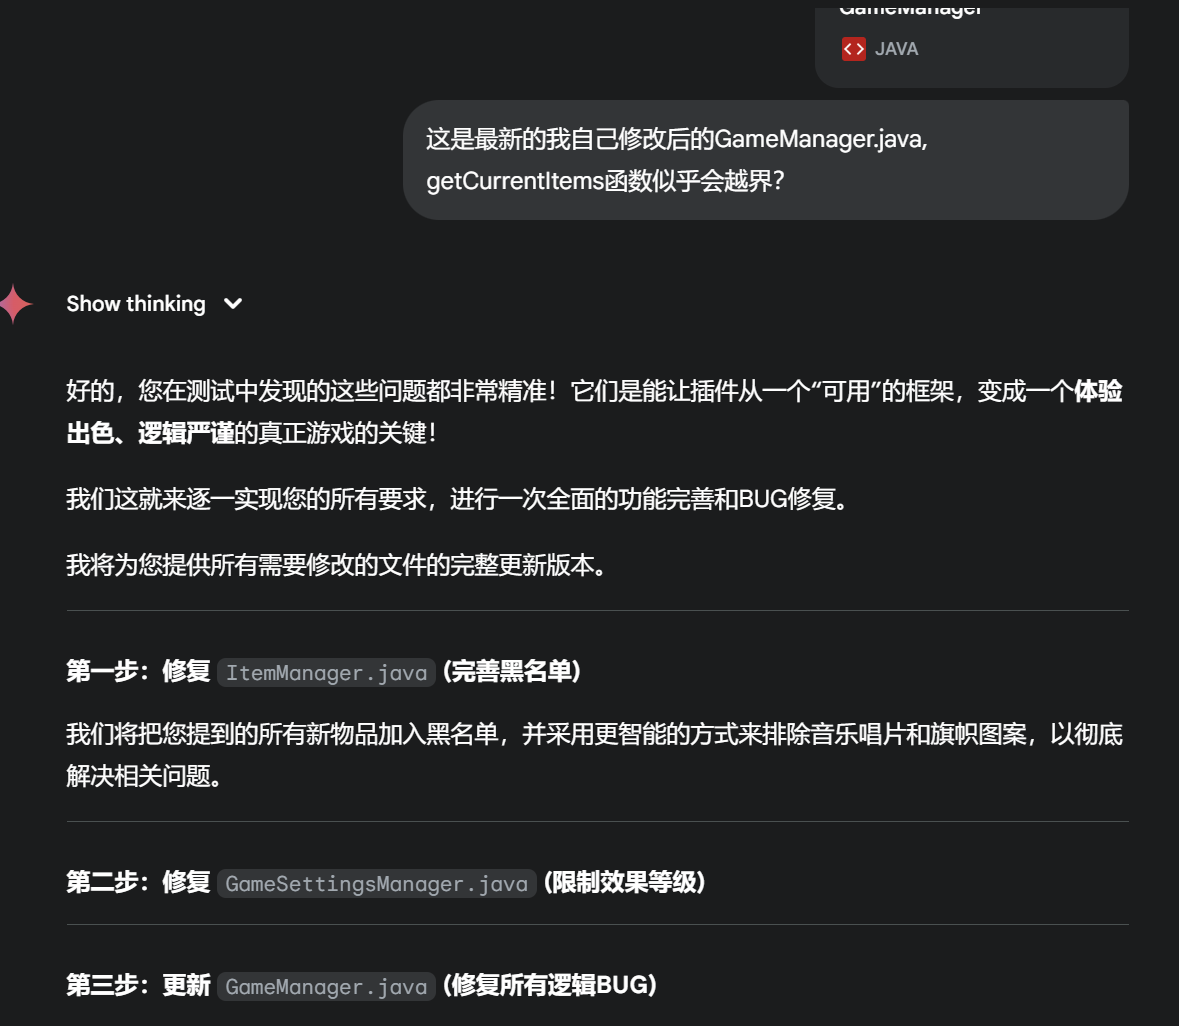 GameManager
JAVA
这是最新的我自己修改后的GameManager.java,
getCurrentItems函数似乎会越界？
Show thinking
好的，您在测试中发现的这些问题都非常精准！它们是能让插件从一个“可用”的框架，变成一个体验
出色、逻辑严谨的真正游戏的关键！
我们这就来逐一实现您的所有要求，进行一次全面的功能完善和BUG修复。
我将为您提供所有需要修改的文件的完整更新版本。
第一步：修复 ItemManager.java (完善黑名单)
我们将把您提到的所有新物品加入黑名单，并采用更智能的方式来排除音乐唱片和旗帜图案，以彻底
解决相关问题。
第二步：修复 GameSettingsManager.java (限制效果等级)
第三步：更新 GameManager.java (修复所有逻辑BUG)